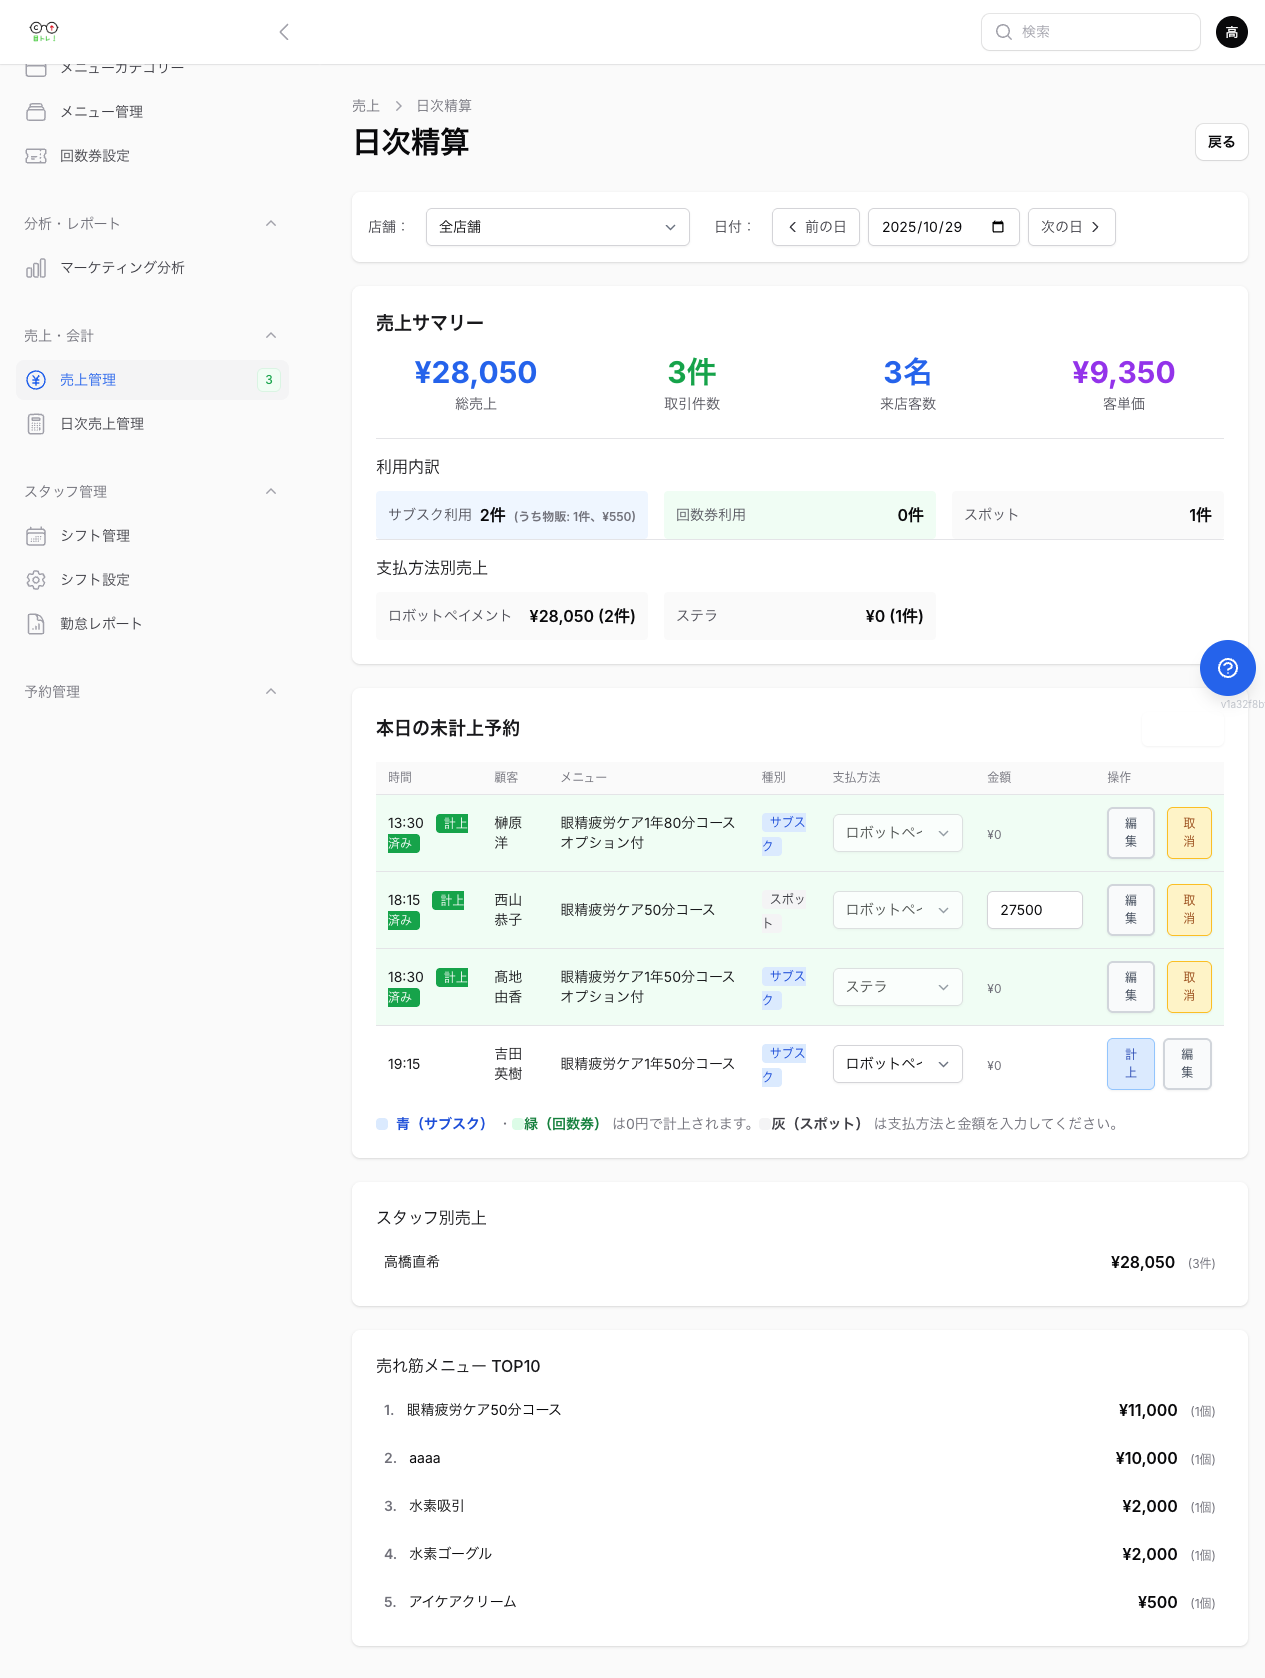 検索
高
メニューカテゴリー
メニュー管理
回数券設定
分析・レポート
マーケティング分析
売上・会計
売上管理 3
日次売上管理
スタッフ管理
シフト管理
シフト設定
勤怠レポート
予約管理
売上 > 日次精算
日次精算
戻る
店舗： 全店舗 日付： 前の日 2025/10/29 次の日
売上サマリー
¥28,050 3件 3名 ¥9,350
総売上 取引件数 来店客数 客単価
利用内訳
サブスク利用 2件 (うち物販: 1件、¥550) 回数券利用 0件 スポット 1件
支払方法別売上
ロボットペイメント ¥28,050 (2件) ステラ ¥0 (1件)
v1a32f8b
本日の未計上予約
時間 顧客 メニュー 種別 支払方法 金額 操作
13:30 計上済み 榊原洋 眼精疲労ケア1年80分コースオプション付 サブスク ロボットペイ ¥0 編集 取消
18:15 計上済み 西山恭子 眼精疲労ケア50分コース スポット ロボットペイ 27500 編集 取消
18:30 計上済み 髙地由香 眼精疲労ケア1年50分コースオプション付 サブスク ステラ ¥0 編集 取消
19:15 吉田英樹 眼精疲労ケア1年50分コース サブスク ロボットペイ ¥0 計上 編集
青（サブスク） ・緑（回数券） は0円で計上されます。 灰（スポット） は支払方法と金額を入力してください。
スタッフ別売上
高橋直希 ¥28,050 (3件)
売れ筋メニュー TOP10
1. 眼精疲労ケア50分コース ¥11,000 (1個)
2. aaaa ¥10,000 (1個)
3. 水素吸引 ¥2,000 (1個)
4. 水素ゴーグル ¥2,000 (1個)
5. アイケアクリーム ¥500 (1個)